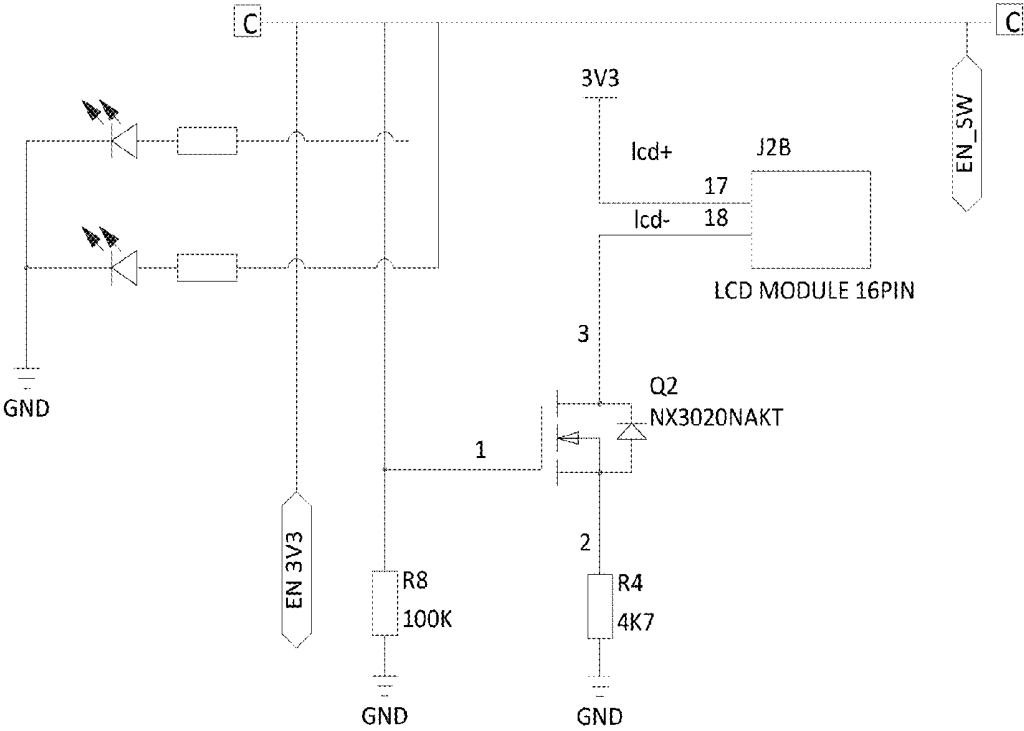 C
C
3V3
EN_SW
lcd+
J2B
17
lcd-
18
LCD MODULE 16PIN
3
GND
Q2
NX3020NAKT
1
EN 3V3
2
R8
100K
R4
4K7
GND
GND